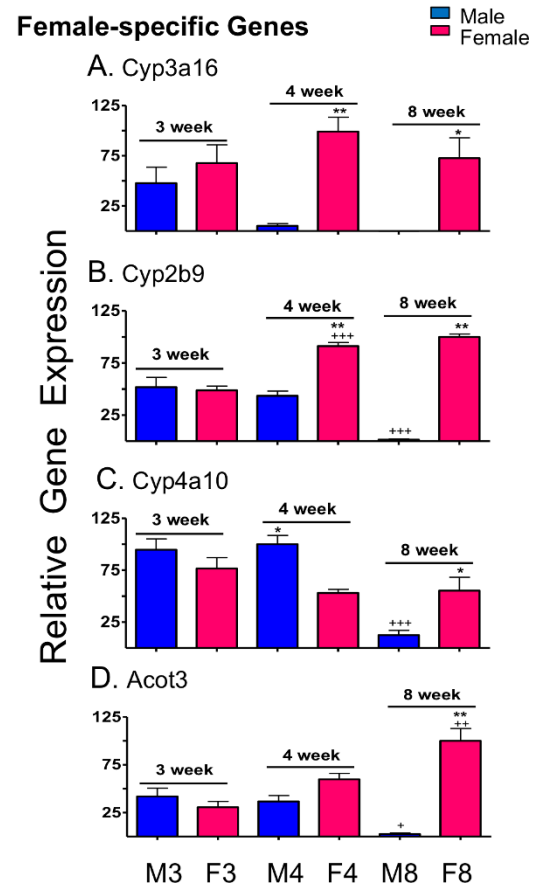 Female-specific Genes
Male
Female
A. Cyp3a16
4 week
8 week
3 week
**
*
125
75
25
B. Cyp2b9
4 week
8 week
3 week
**
+++
**
+++
125
75
25
C. Cyp4a10
3 week
4 week
8 week
*
*
+++
125
75
25
D. Acot3
8 week
4 week
3 week
**
++
+
125
75
25
Relative Gene Expression
M3 F3 M4 F4 M8 F8